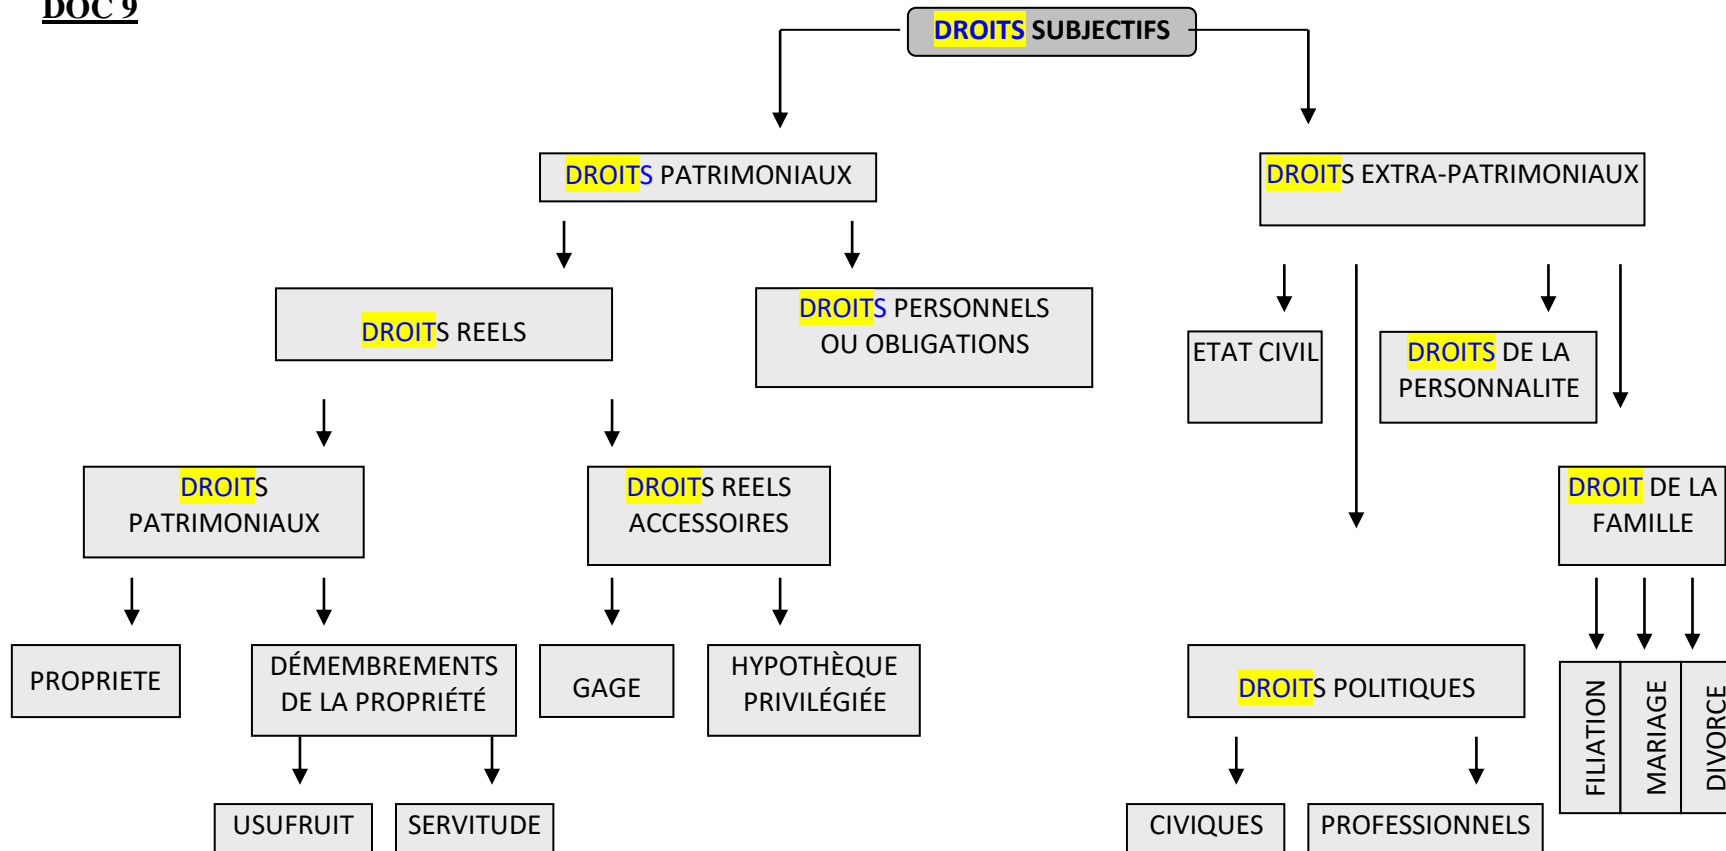 DOC 9
DROITS SUBJECTIFS
DROITS PATRIMONIAUX
DROITS EXTRA-PATRIMONIAUX
DROITS REELS
DROITS PERSONNELS
OU OBLIGATIONS
ETAT CIVIL
DROITS DE LA
PERSONNALITE
DROITS
PATRIMONIAUX
DROITS REELS
ACCESSOIRES
DROIT DE LA
FAMILLE
PROPRIETE
DÉMEMBREMENTS
DE LA PROPRIÉTÉ
GAGE
HYPOTHÈQUE
PRIVILÉGIÉE
DROITS POLITIQUES
FILIATION
MARIAGE
DIVORCE
USUFRUIT
SERVITUDE
CIVIQUES
PROFESSIONNELS